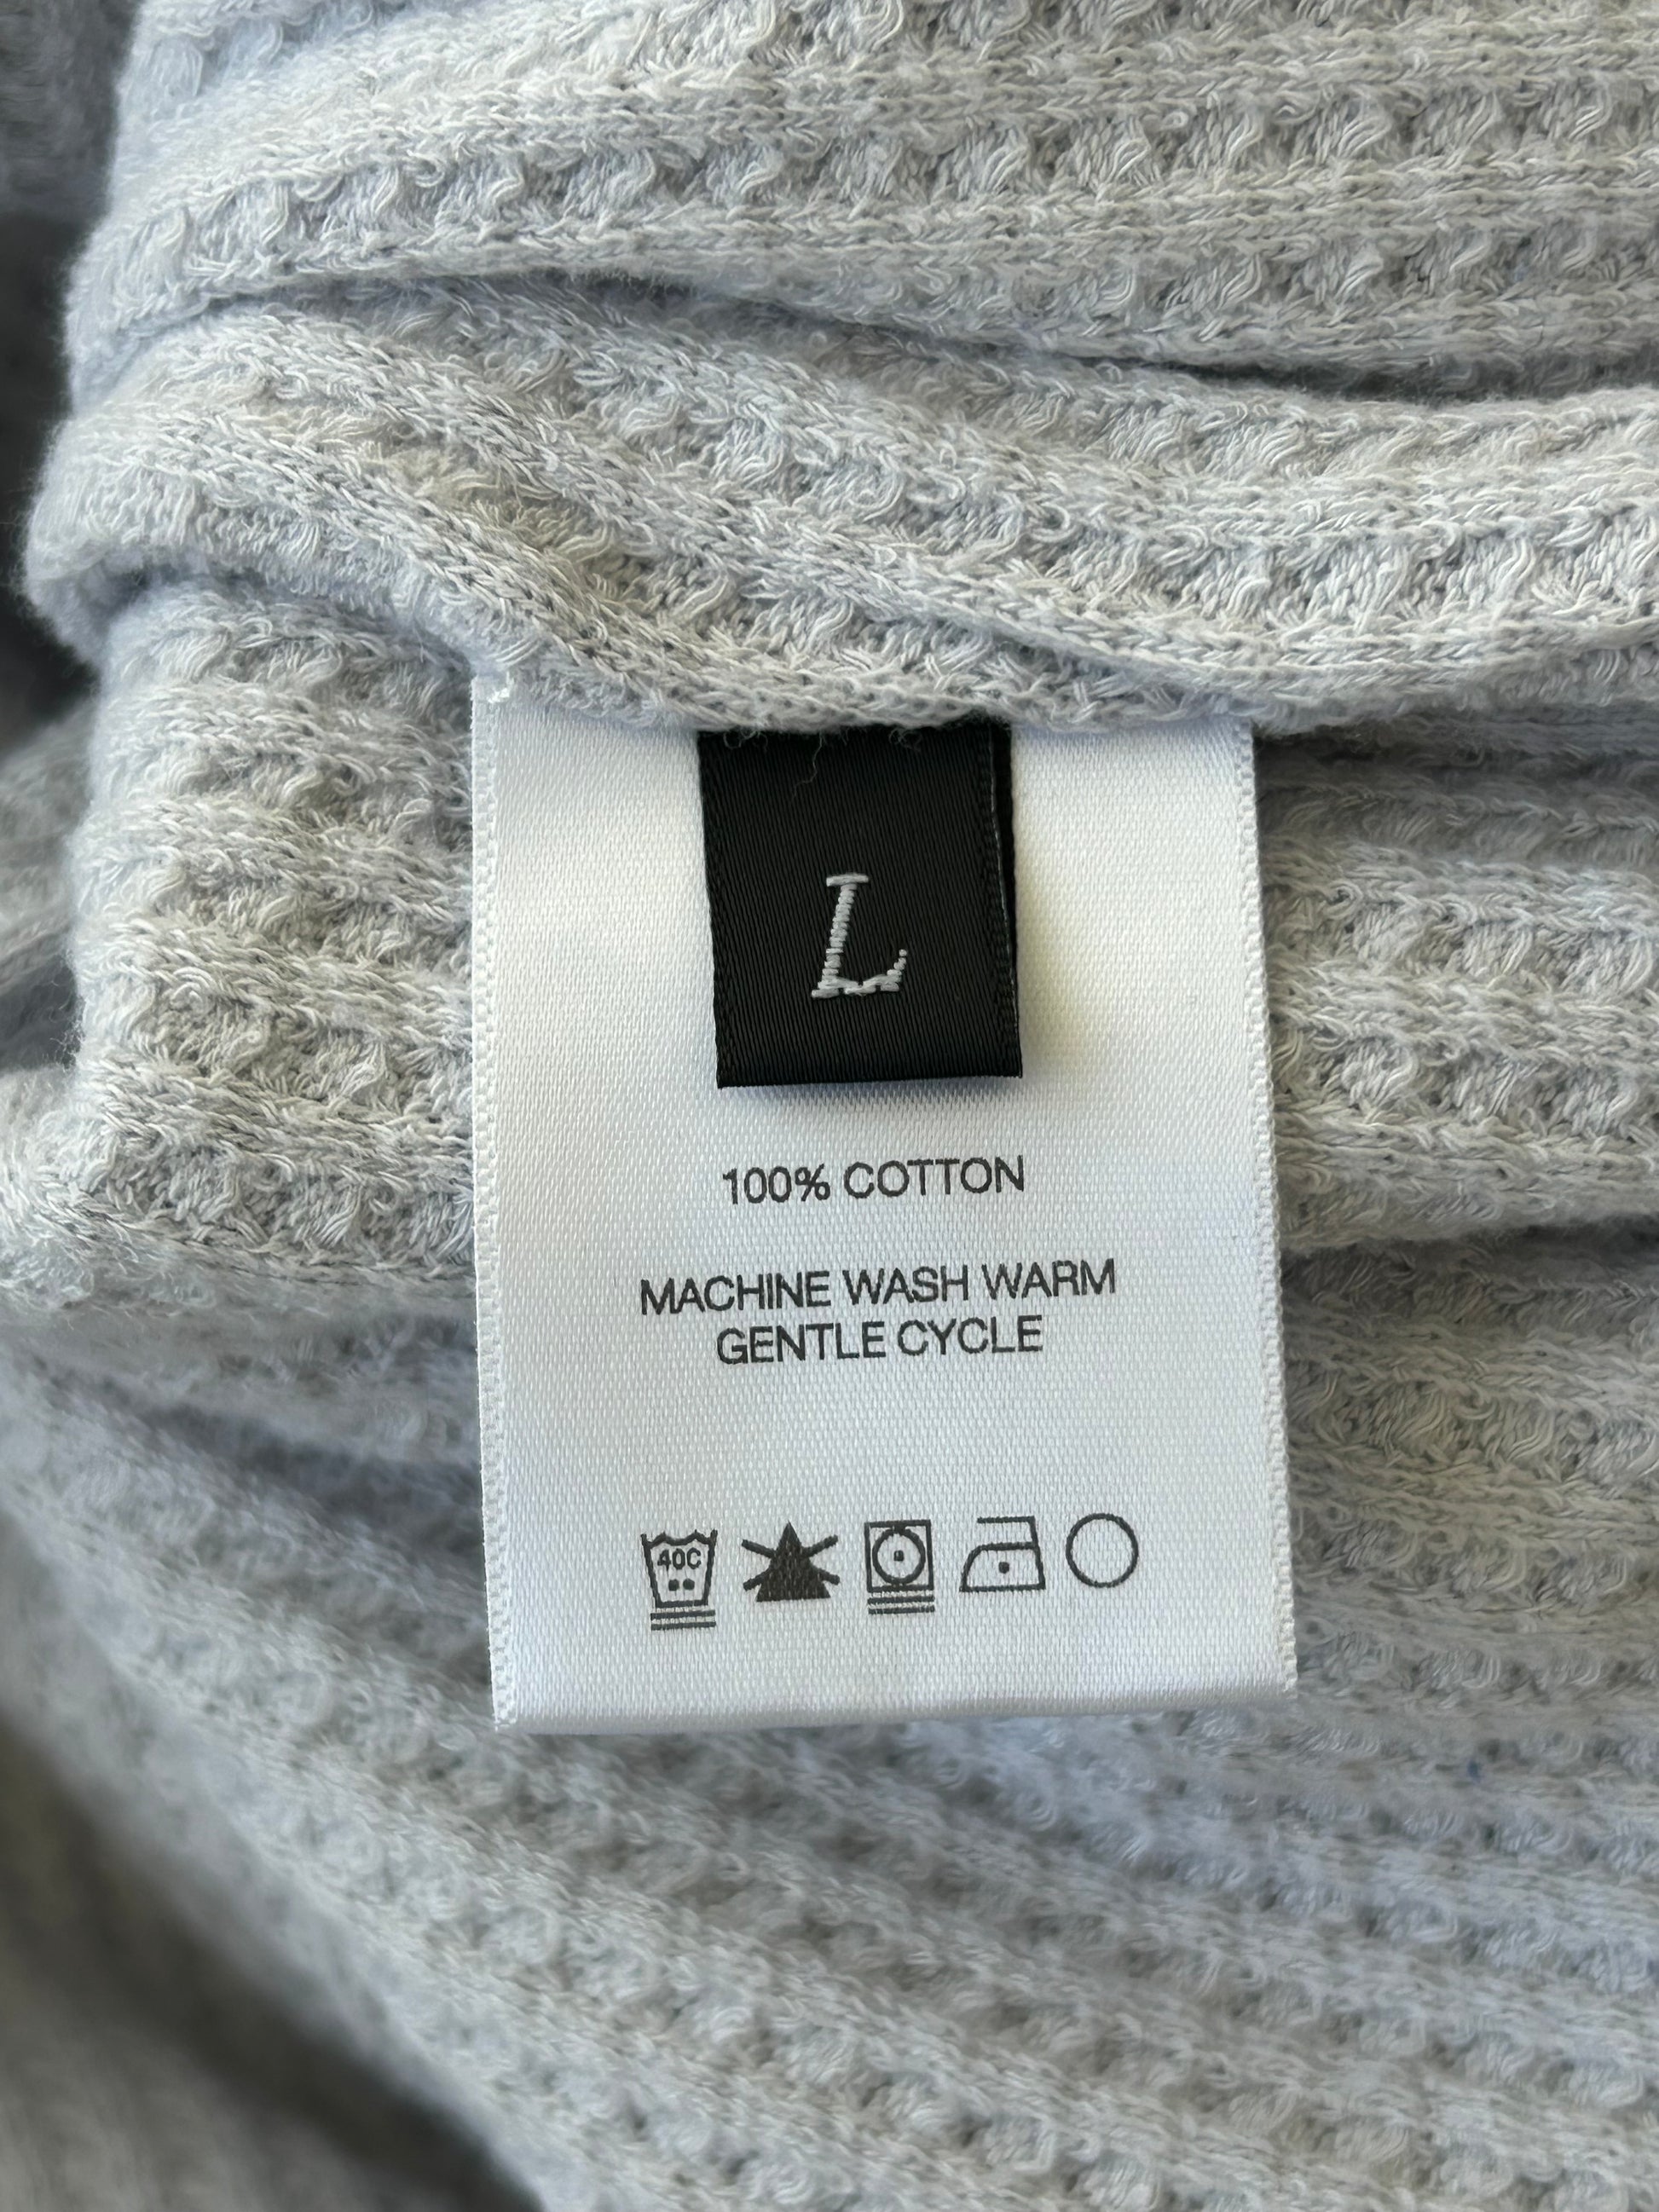 L
100% COTTON
MACHINE WASH WARM
GENTLE CYCLE
40C